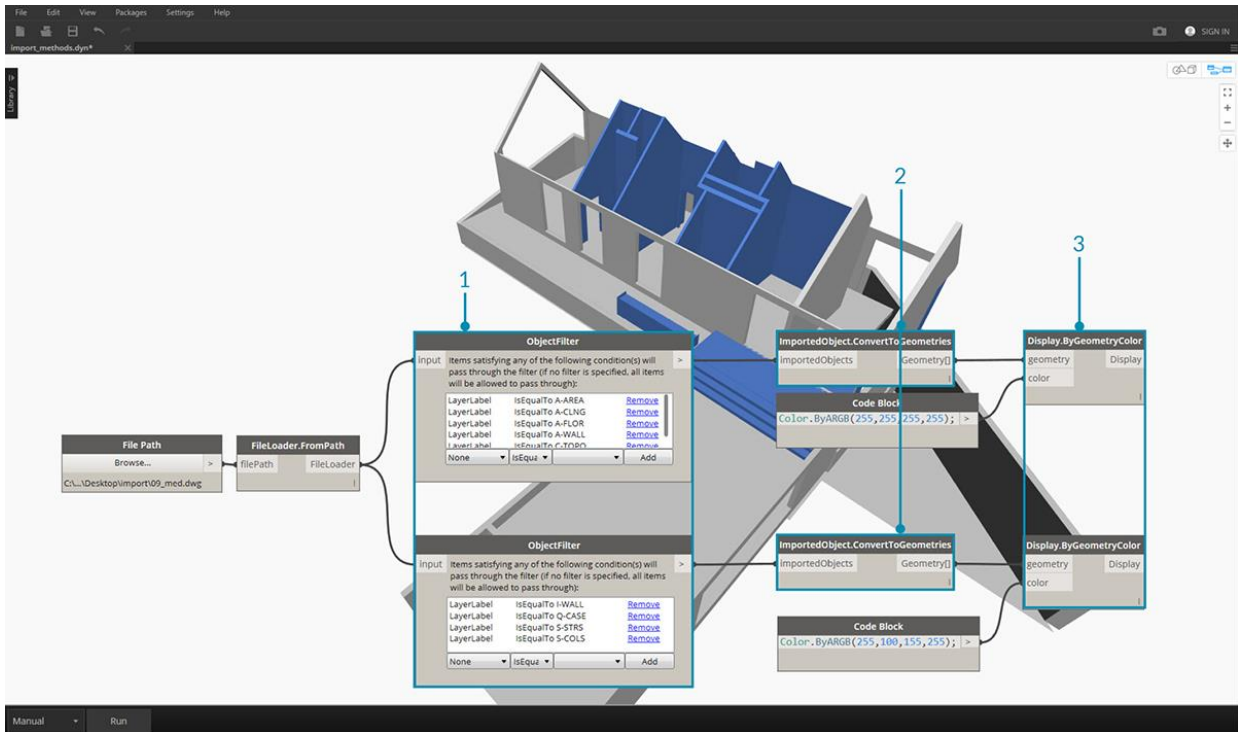 File Edit View Packages Settings Help
SIGN IN
import_methods.dyn* ×
Library
2
3
1
ObjectFilter
input Items satisfying any of the following condition(s) will >
pass through the filter (if no filter is specified, all items
will be allowed to pass through):
LayerLabel IsEqualTo A-AREA Remove
LayerLabel IsEqualTo A-CLNG Remove
LayerLabel IsEqualTo A-FLOR Remove
LayerLabel IsEqualTo A-WALL Remove
LayerLabel IsEqualTo C-TOPO Remove
None IsEqua Add
ImportedObject.ConvertToGeometries
importedObjects Geometry[]
Code Block
Color.ByARGB(255,255,255,255); >
Display.ByGeometryColor
geometry Display
color
File Path
Browse... >
C:\...\Desktop\import\09_med.dwg
FileLoader.FromPath
filePath FileLoader
ObjectFilter
input Items satisfying any of the following condition(s) will >
pass through the filter (if no filter is specified, all items
will be allowed to pass through):
LayerLabel IsEqualTo I-WALL Remove
LayerLabel IsEqualTo Q-CASE Remove
LayerLabel IsEqualTo S-STRS Remove
LayerLabel IsEqualTo S-COLS Remove
None IsEqua Add
ImportedObject.ConvertToGeometries
importedObjects Geometry[]
Code Block
Color.ByARGB(255,100,155,255); >
Display.ByGeometryColor
geometry Display
color
Manual Run